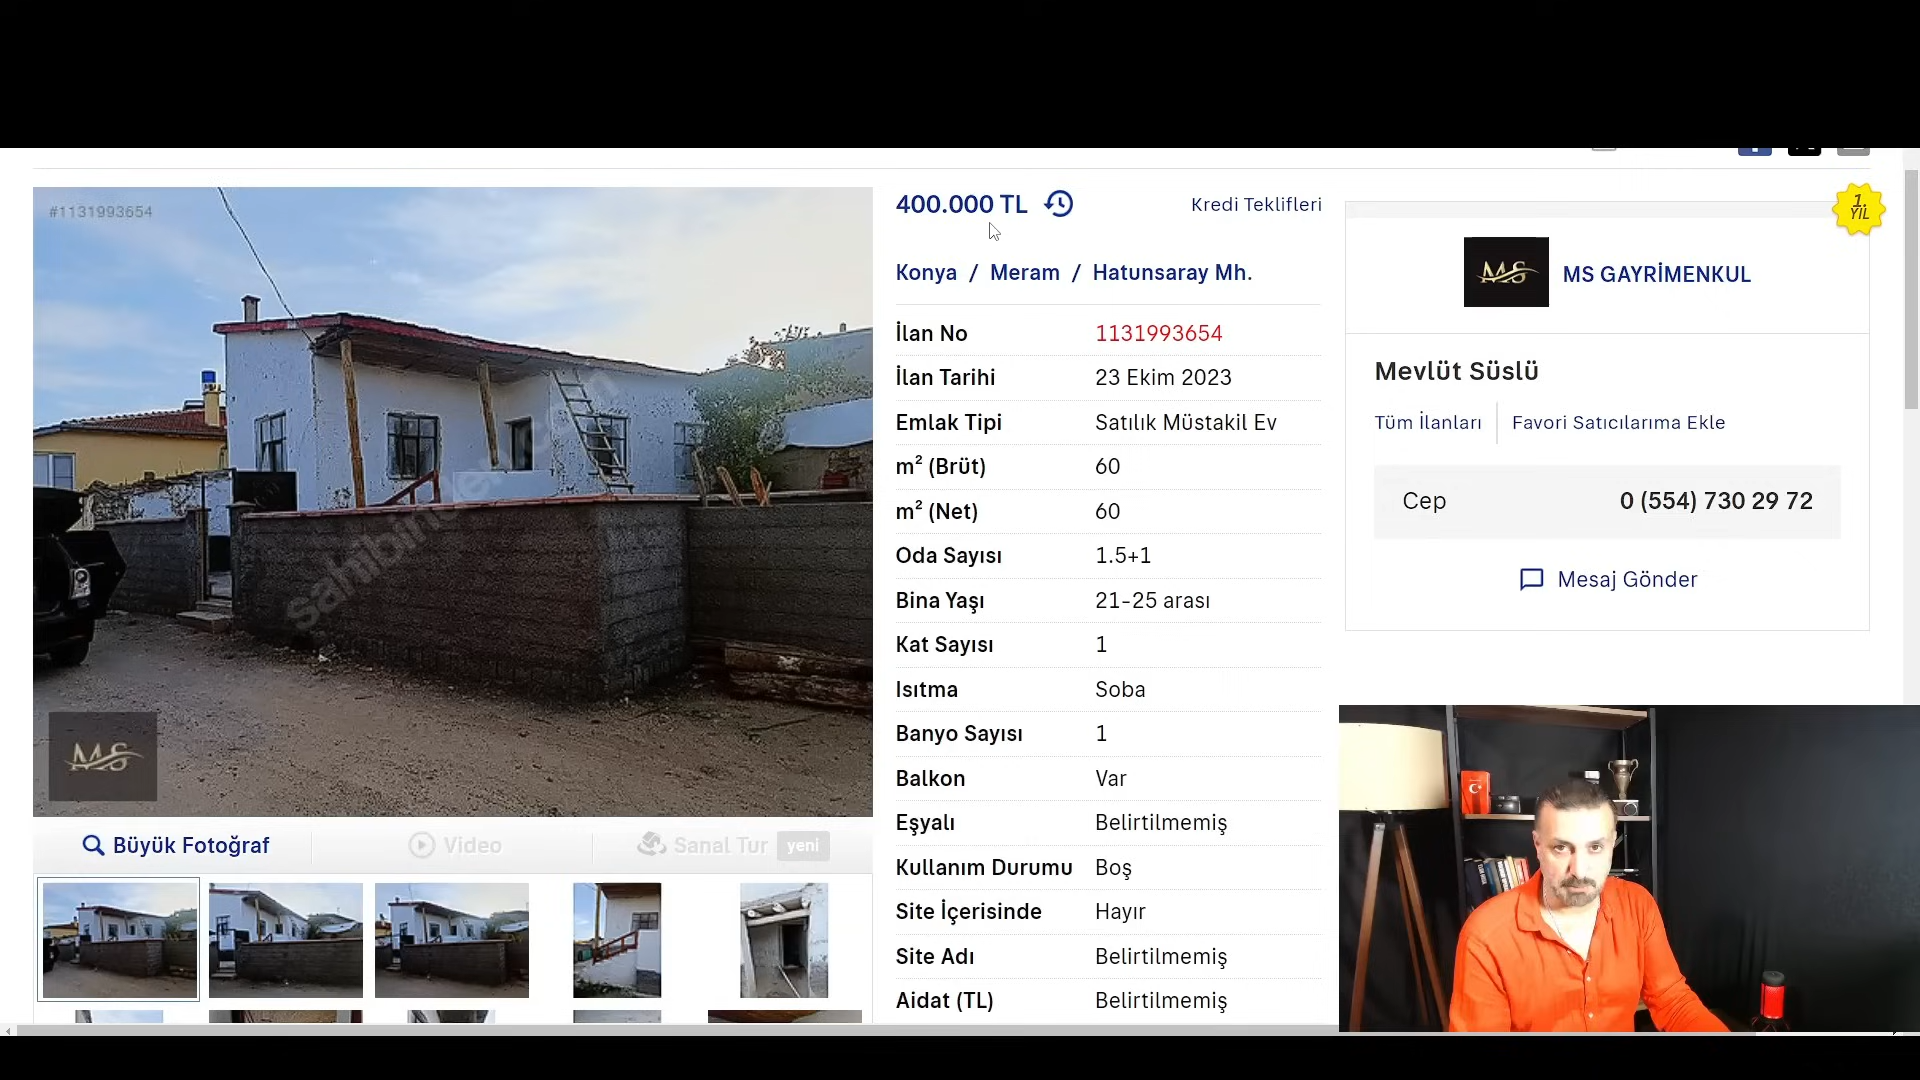 #1131993654
sahibinden.com
MS
400.000 TL
Kredi Teklifleri
Konya / Meram / Hatunsaray Mh.
İlan No 1131993654
İlan Tarihi 23 Ekim 2023
Emlak Tipi Satılık Müstakil Ev
m² (Brüt) 60
m² (Net) 60
Oda Sayısı 1.5+1
Bina Yaşı 21-25 arası
Kat Sayısı 1
Isıtma Soba
Banyo Sayısı 1
Balkon Var
Eşyalı Belirtilmemiş
Kullanım Durumu Boş
Site İçerisinde Hayır
Site Adı Belirtilmemiş
Aidat (TL) Belirtilmemiş
Büyük Fotoğraf
Video
Sanal Tur yeni
1.
YIL
MS
MS GAYRİMENKUL
Mevlüt Süslü
Tüm İlanları
Favori Satıcılarıma Ekle
Cep 0 (554) 730 29 72
Mesaj Gönder